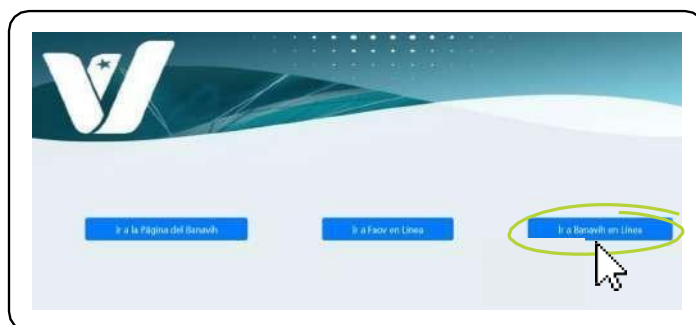 Ir a la Página del Banavih
Ir a Faov en Línea
Ir a Banavih en Línea